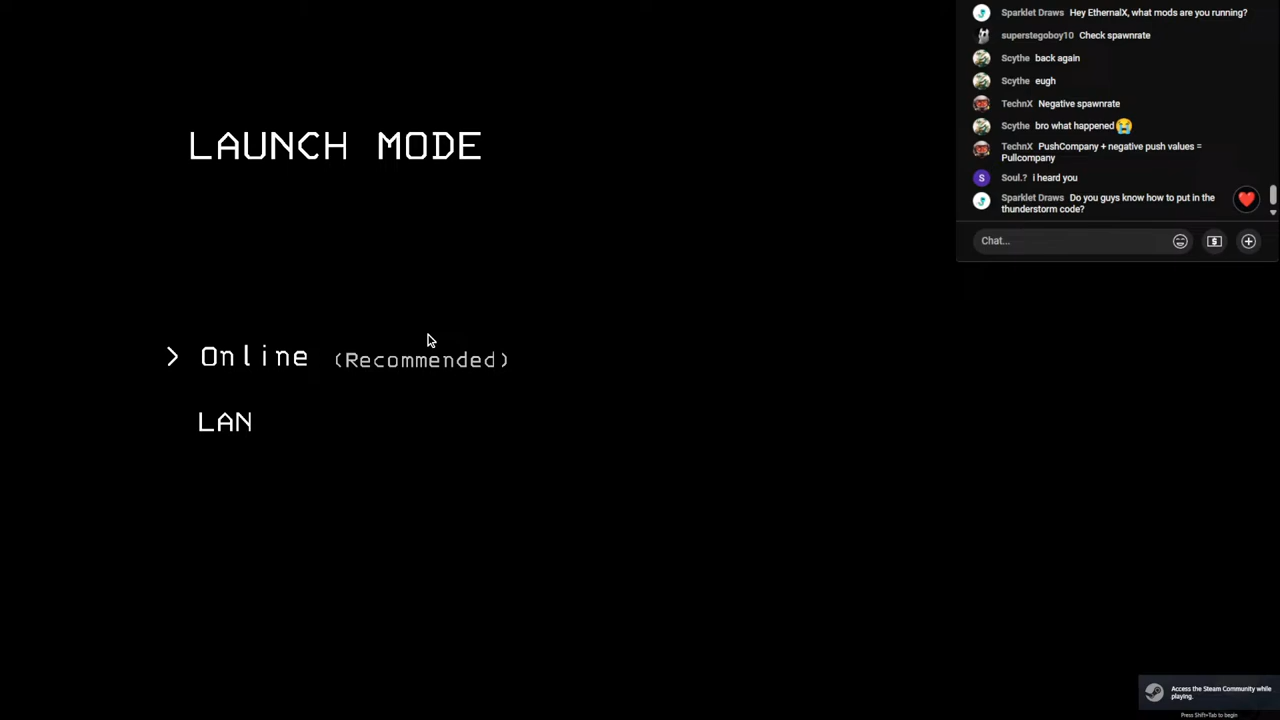 Sparklet Draws Hey EthernalX, what mods are you running?
superstegoboy10 Check spawnrate
Scythe back again
Scythe eugh
TechnX Negative spawnrate
Scythe bro what happened😭
TechnX PushCompany + negative push values =
Pullcompany
S Soul.? i heard you
Sparklet Draws Do you guys know how to put in the
thunderstorm code?
Chat...
LAUNCH MODE
> Online (Recommended)
LAN
Access the Steam Community while
playing.
Press Shift+Tab to begin